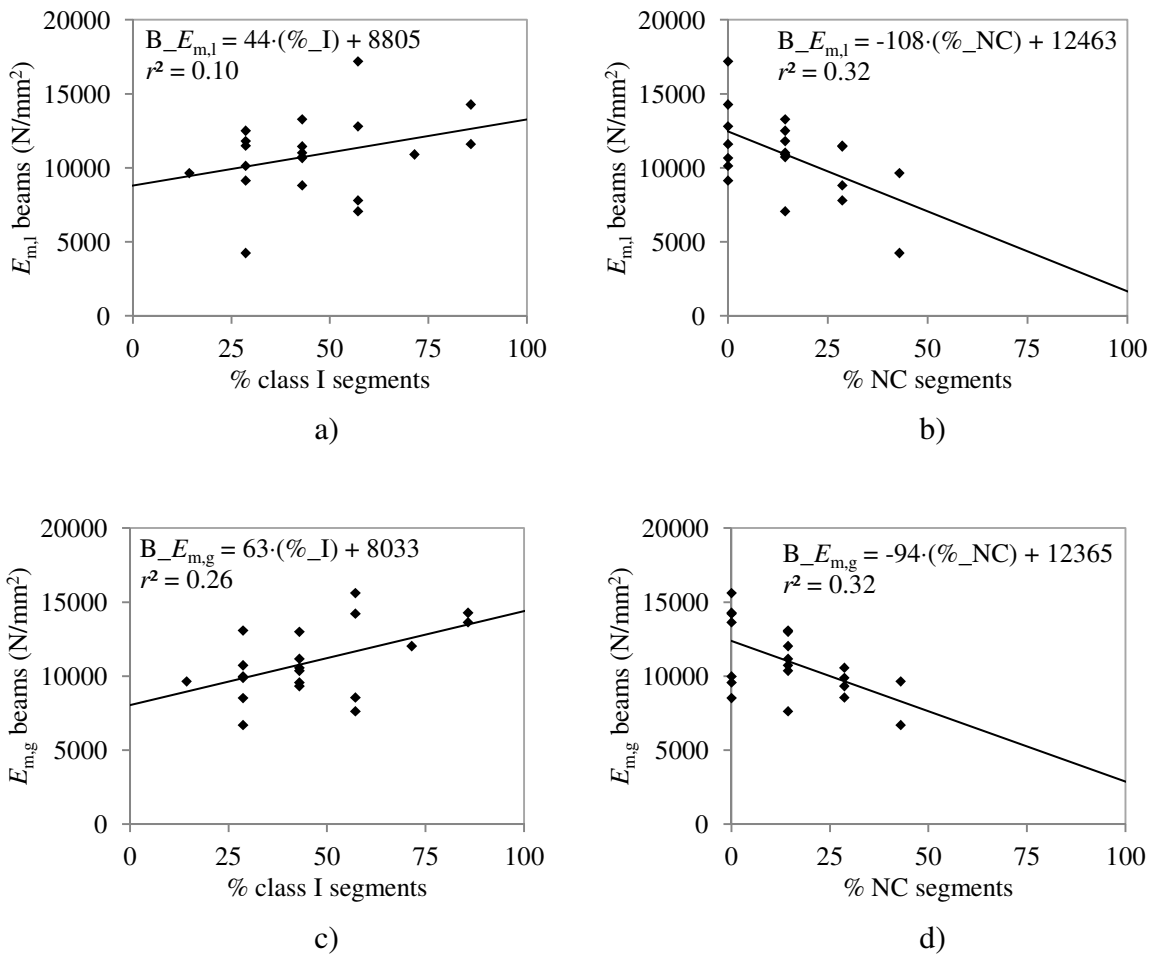 B_Em,l = 44·(%_I) + 8805
r² = 0.10
20000
15000
10000
5000
0
0 25 50 75 100
Em,l beams (N/mm²)
% class I segments
a)
B_Em,l = -108·(%_NC) + 12463
r² = 0.32
20000
15000
10000
5000
0
0 25 50 75 100
Em,l beams (N/mm²)
% NC segments
b)
B_Em,g = 63·(%_I) + 8033
r² = 0.26
20000
15000
10000
5000
0
0 25 50 75 100
Em,g beams (N/mm²)
% class I segments
c)
B_Em,g = -94·(%_NC) + 12365
r² = 0.32
20000
15000
10000
5000
0
0 25 50 75 100
Em,g beams (N/mm²)
% NC segments
d)